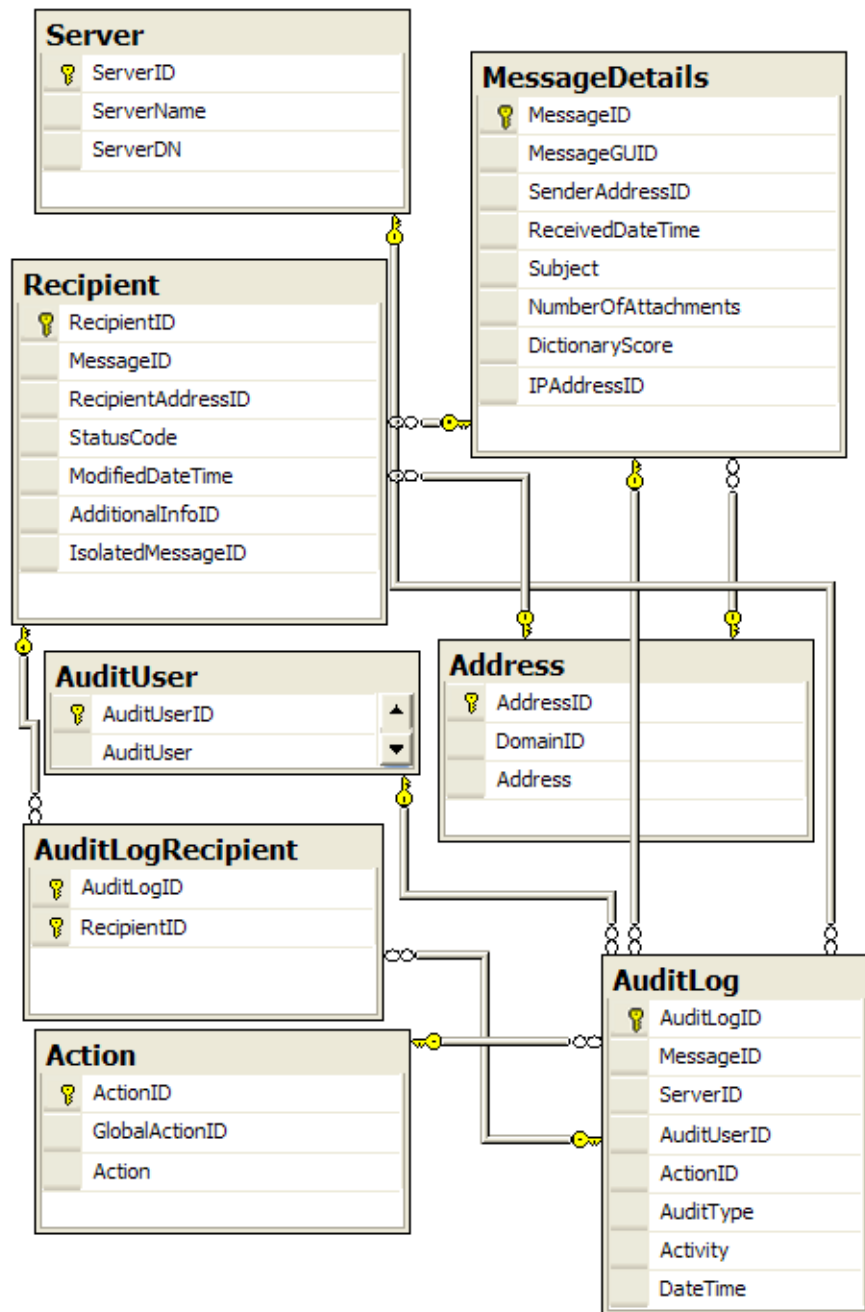 Server
ServerID
ServerName
ServerDN
MessageDetails
MessageID
MessageGUID
SenderAddressID
ReceivedDateTime
Subject
NumberOfAttachments
DictionaryScore
IPAddressID
Recipient
RecipientID
MessageID
RecipientAddressID
StatusCode
ModifiedDateTime
AdditionalInfoID
IsolatedMessageID
AuditUser
AuditUserID
AuditUser
Address
AddressID
DomainID
Address
AuditLogRecipient
AuditLogID
RecipientID
Action
ActionID
GlobalActionID
Action
AuditLog
AuditLogID
MessageID
ServerID
AuditUserID
ActionID
AuditType
Activity
DateTime